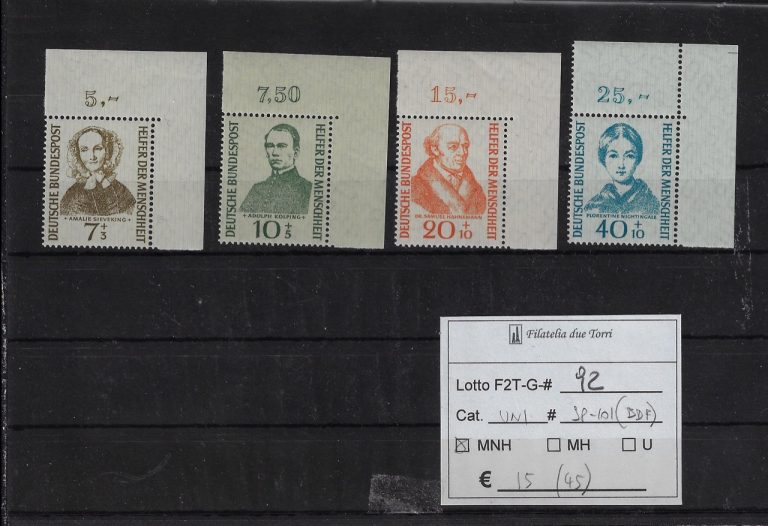 5,-
DEUTSCHE BUNDESPOST
HELFER DER MENSCHHEIT
+ AMALIE SIEVEKING +
7+3
7,50
DEUTSCHE BUNDESPOST
HELFER DER MENSCHHEIT
+ ADOLPH KOLPING +
10+5
15,-
DEUTSCHE BUNDESPOST
HELFER DER MENSCHHEIT
DR. SAMUEL HAHNEMANN
20+10
25,-
DEUTSCHE BUNDESPOST
HELFER DER MENSCHHEIT
FLORENTINE NIGHTINGALE
40+10
Filatelia due Torri
Lotto F2T-G-# 92
Cat. UNI # 98-101 (BDF)
☒ MNH ☐ MH ☐ U
€ 15 (45)